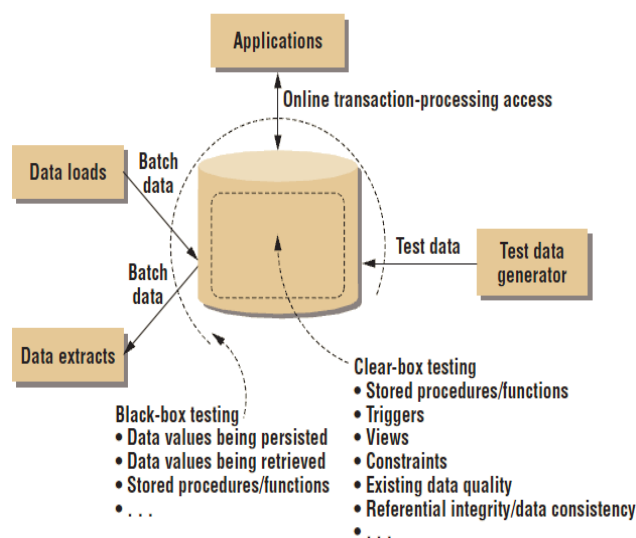 Applications
Online transaction-processing access
Data loads
Batch
data
Test data
Test data
generator
Batch
data
Data extracts
Black-box testing
• Data values being persisted
• Data values being retrieved
• Stored procedures/functions
• . . .
Clear-box testing
• Stored procedures/functions
• Triggers
• Views
• Constraints
• Existing data quality
• Referential integrity/data consistency
• . . .